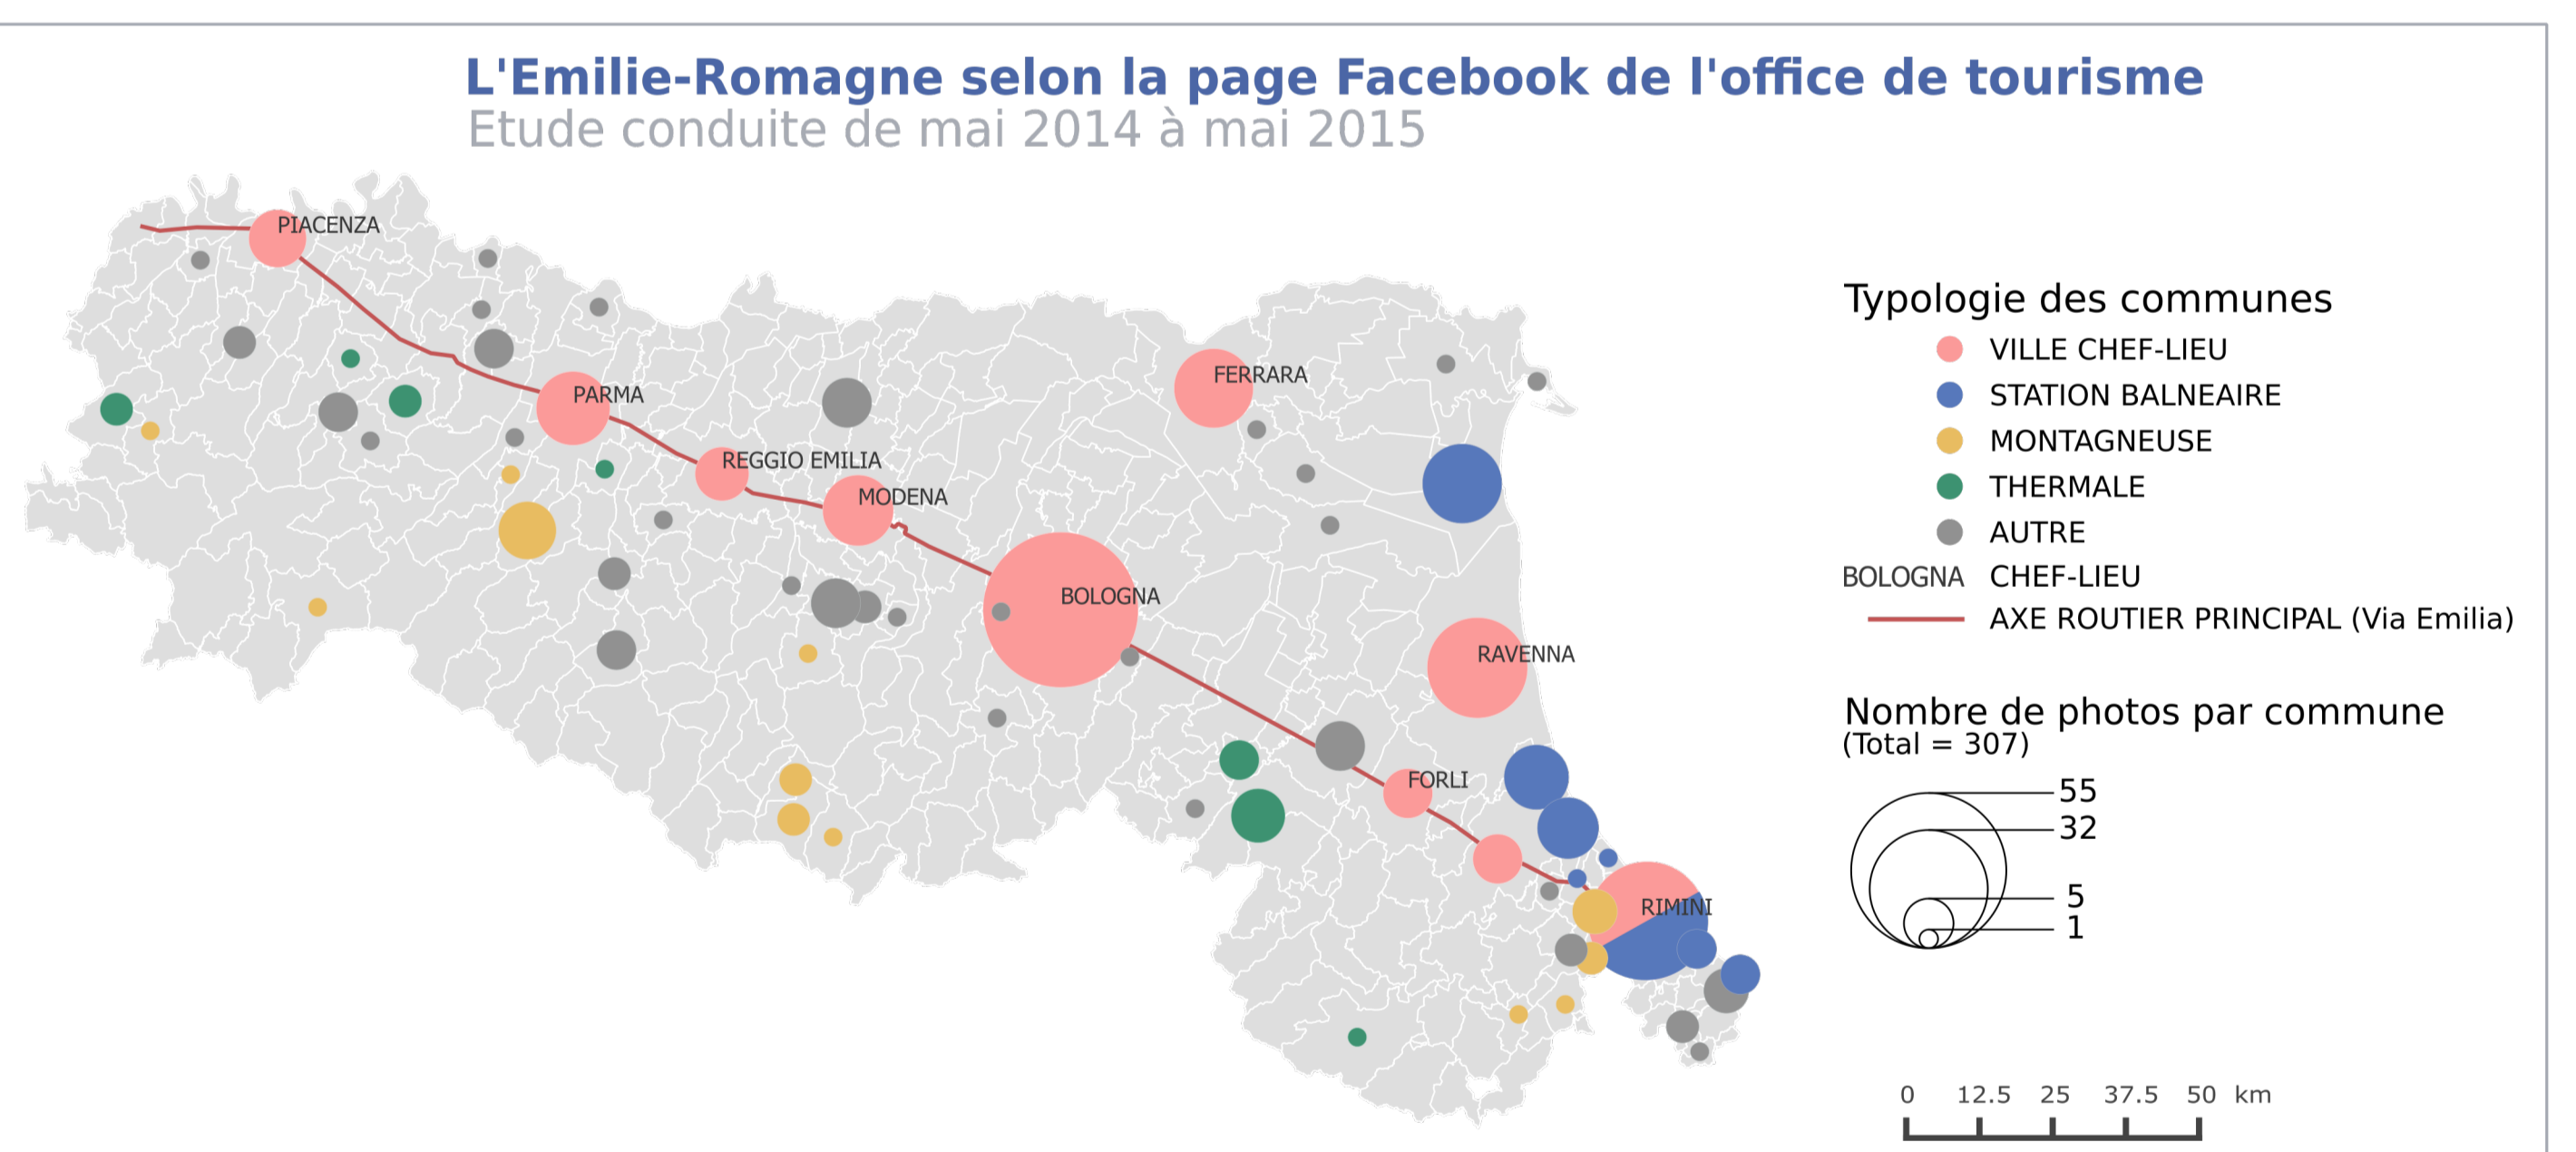 L'Emilie-Romagne selon la page Facebook de l'office de tourisme
Etude conduite de mai 2014 à mai 2015
PIACENZA
PARMA
REGGIO EMILIA
MODENA
FERRARA
BOLOGNA
RAVENNA
FORLI
RIMINI
Typologie des communes
VILLE CHEF-LIEU
STATION BALNEAIRE
MONTAGNEUSE
THERMALE
AUTRE
BOLOGNA CHEF-LIEU
AXE ROUTIER PRINCIPAL (Via Emilia)
Nombre de photos par commune
(Total = 307)
55
32
5
1
0 12.5 25 37.5 50 km